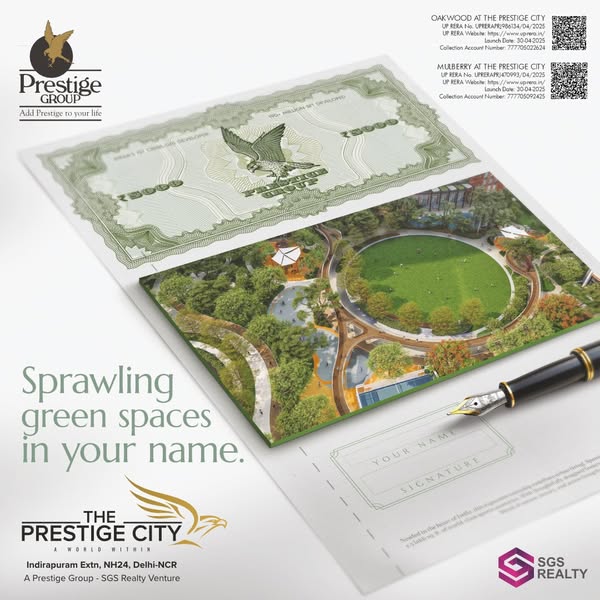 OAKWOOD AT THE PRESTIGE CITY
UP RERA No. UPRERAPRJ986134/04/2025
UP RERA Website: https://www.up-rera.in/
Launch Date: 30-04-2025
Collection Account Number: 777705022624
MULBERRY AT THE PRESTIGE CITY
UP RERA No. UPRERAPRJ470993/04/2025
UP RERA Website: https://www.up-rera.in/
Launch Date: 30-04-2025
Collection Account Number: 777705092425
Prestige
GROUP
Add Prestige to your life
₹5000
₹5000
PRESTIGE
GROUP
YOUR NAME
SIGNATURE
Sprawling
green spaces
in your name.
THE
PRESTIGE CITY
A WORLD WITHIN
Indirapuram Extn, NH24, Delhi-NCR
A Prestige Group - SGS Realty Venture
SGS
REALTY